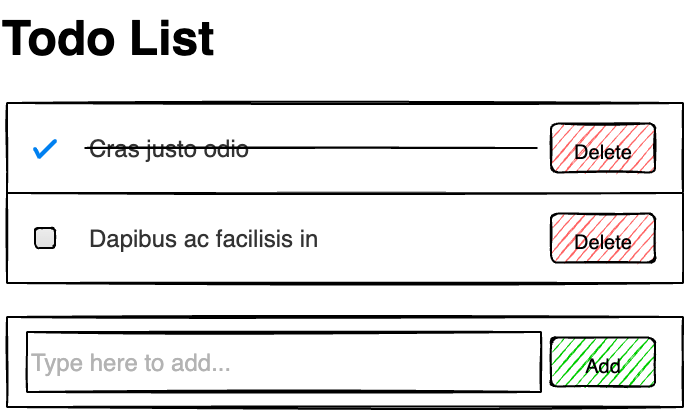 Todo List
Cras justo odio
Delete
Dapibus ac facilisis in
Delete
Type here to add...
Add